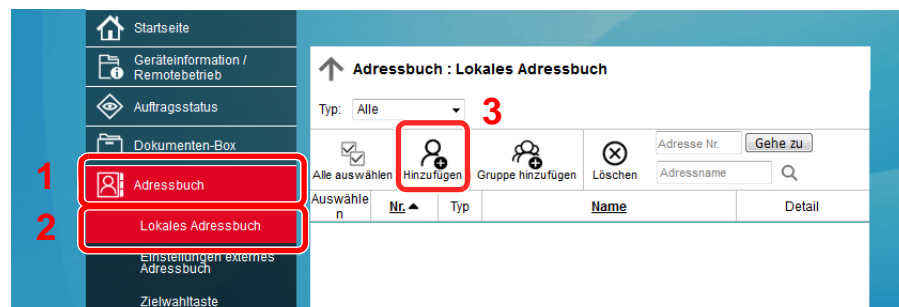 Startseite
Geräteinformation /
Remotebetrieb
Auftragsstatus
Dokumenten-Box
1
Adressbuch
2
Lokales Adressbuch
Einstellungen externes
Adressbuch
Zielwahltaste
Adressbuch : Lokales Adressbuch
Typ: Alle
3
Alle auswählen Hinzufügen Gruppe hinzufügen Löschen
Adresse Nr. Gehe zu
Adressname
Auswähle
n
Nr. Typ Name Detail